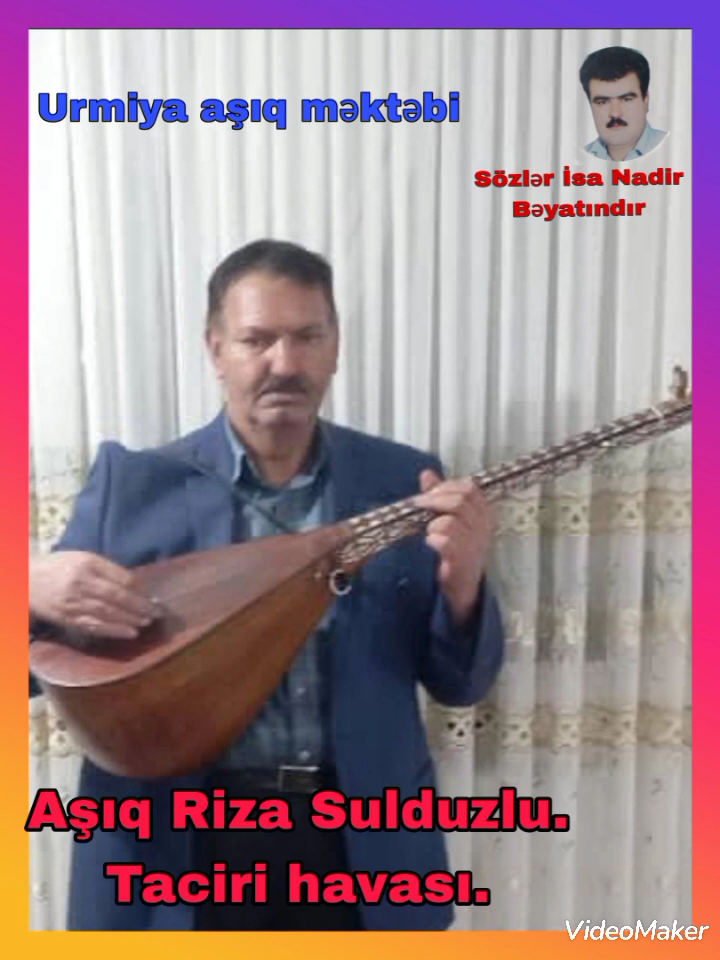 Urmiya aşıq məktəbi
Sözlər İsa Nadir
Bəyatındır
Aşıq Riza Sulduzlu.
Taciri havası.
VideoMaker